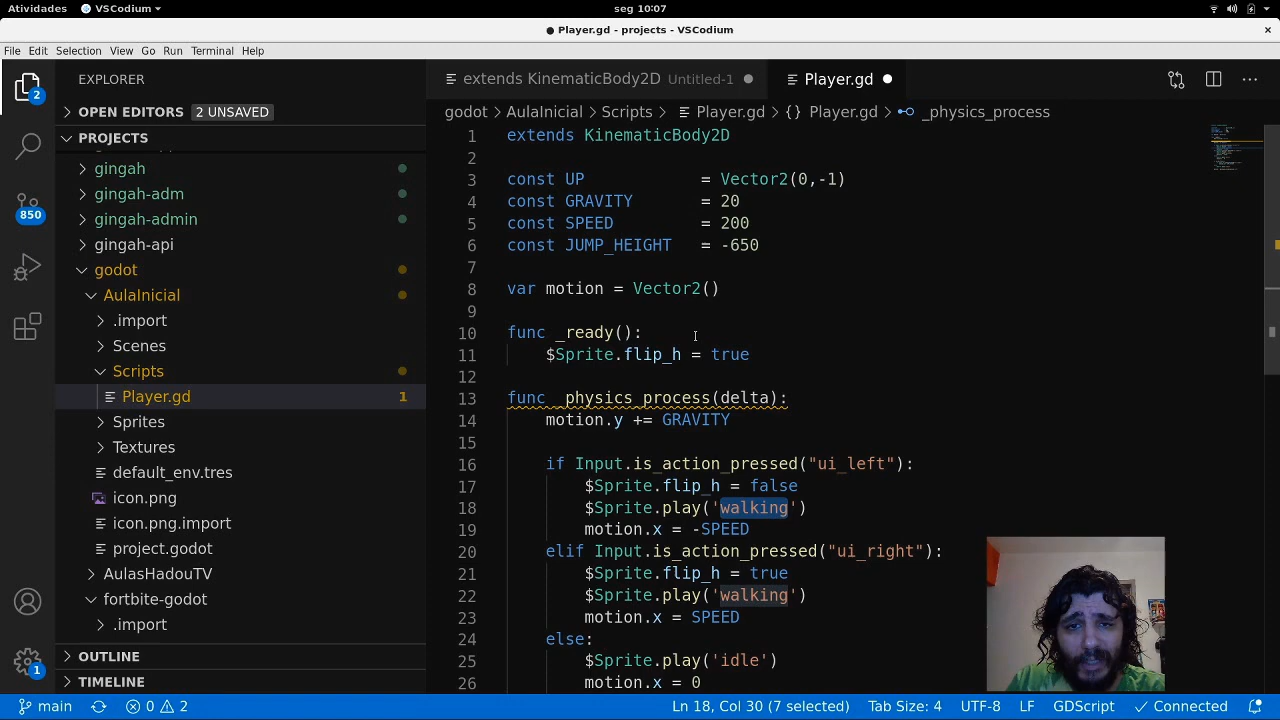 Atividades VSCodium seg 10:07
Player.gd - projects - VSCodium
File Edit Selection View Go Run Terminal Help
2
850
1
EXPLORER
OPEN EDITORS 2 UNSAVED
PROJECTS
gingah
gingah-adm
gingah-admin
gingah-api
godot
AulaInicial
.import
Scenes
Scripts
Player.gd 1
Sprites
Textures
default_env.tres
icon.png
icon.png.import
project.godot
AulasHadouTV
fortbite-godot
.import
OUTLINE
TIMELINE
extends KinematicBody2D Untitled-1 Player.gd
godot AulaInicial Scripts Player.gd {} Player.gd _physics_process
1 extends KinematicBody2D
2
3 const UP = Vector2(0,-1)
4 const GRAVITY = 20
5 const SPEED = 200
6 const JUMP_HEIGHT = -650
7
8 var motion = Vector2()
9
10 func _ready():
11 $Sprite.flip_h = true
12
13 func _physics_process(delta):
14 motion.y += GRAVITY
15
16 if Input.is_action_pressed("ui_left"):
17 $Sprite.flip_h = false
18 $Sprite.play('walking')
19 motion.x = -SPEED
20 elif Input.is_action_pressed("ui_right"):
21 $Sprite.flip_h = true
22 $Sprite.play('walking')
23 motion.x = SPEED
24 else:
25 $Sprite.play('idle')
26 motion.x = 0
main 0 2 Ln 18, Col 30 (7 selected) Tab Size: 4 UTF-8 LF GDScript Connected